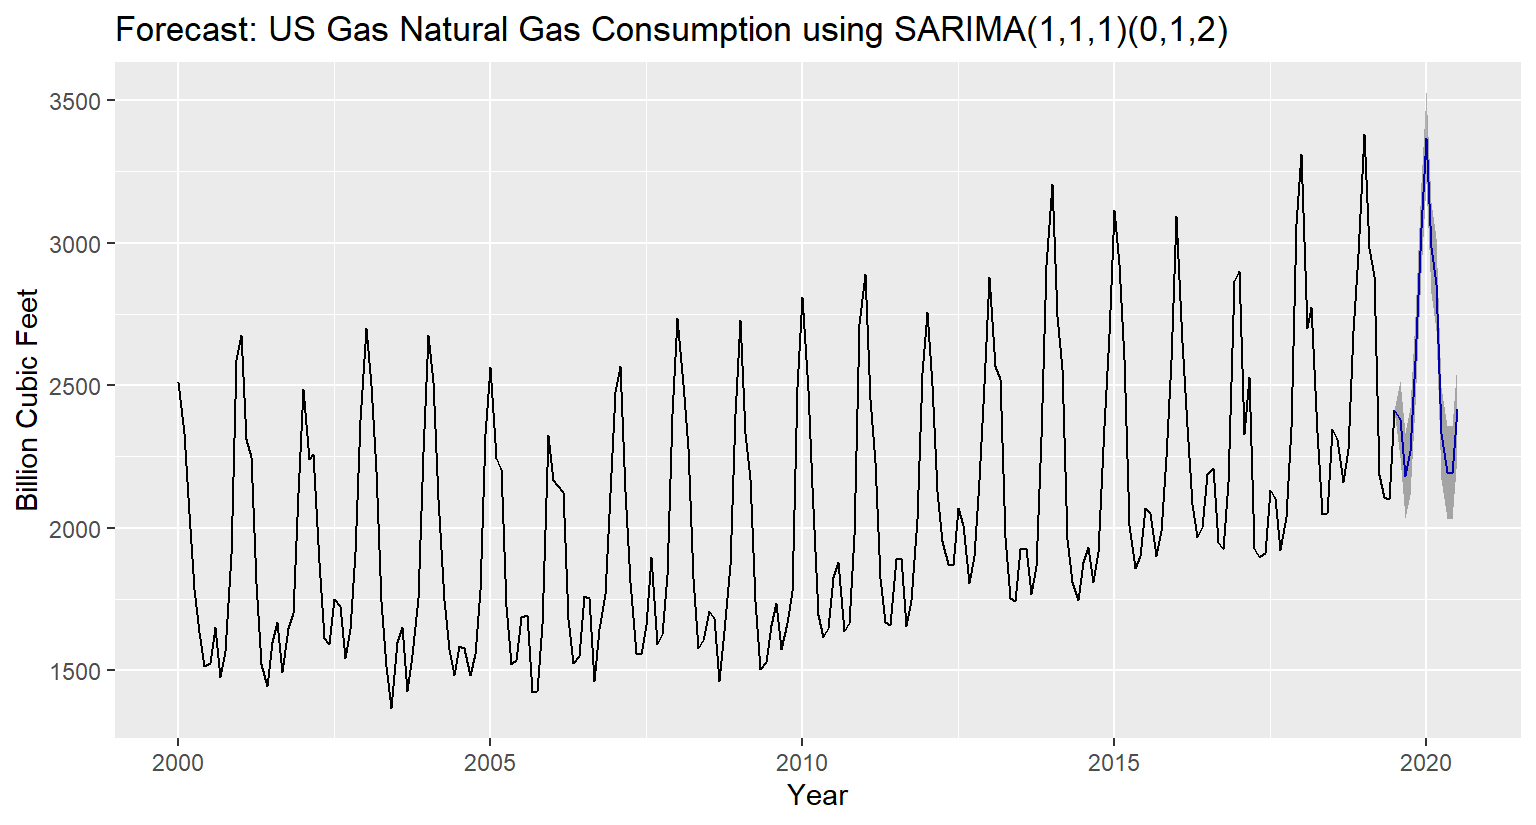 Forecast: US Gas Natural Gas Consumption using SARIMA(1,1,1)(0,1,2)
3500
3000
2500
2000
1500
Billion Cubic Feet
2000 2005 2010 2015 2020
Year